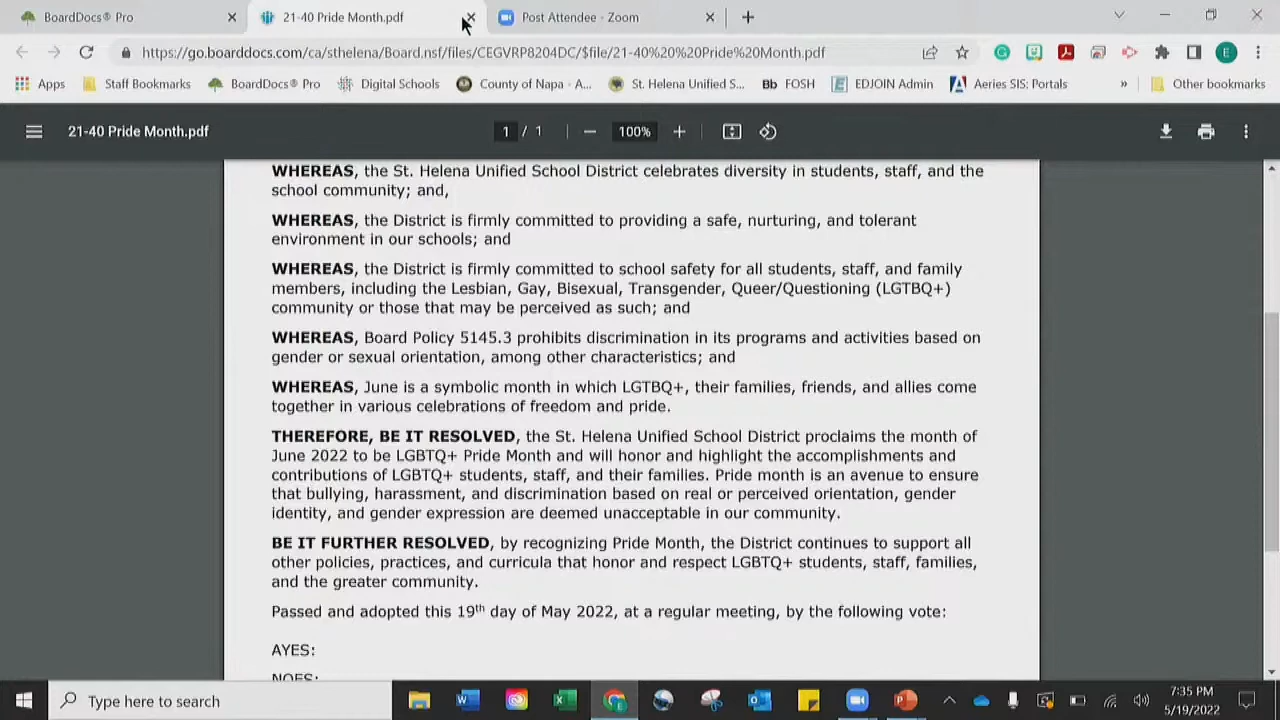 BoardDocs® Pro
21-40 Pride Month.pdf
Post Attendee - Zoom
https://go.boarddocs.com/ca/sthelena/Board.nsf/files/CEGVRP8204DC/$file/21-40%20%20Pride%20Month.pdf
E
Apps
Staff Bookmarks
BoardDocs® Pro
Digital Schools
County of Napa - A...
St. Helena Unified S...
Bb FOSH
EDJOIN Admin
Aeries SIS: Portals
»
Other bookmarks
21-40 Pride Month.pdf
1 / 1
100%
WHEREAS, the St. Helena Unified School District celebrates diversity in students, staff, and the
school community; and,
WHEREAS, the District is firmly committed to providing a safe, nurturing, and tolerant
environment in our schools; and
WHEREAS, the District is firmly committed to school safety for all students, staff, and family
members, including the Lesbian, Gay, Bisexual, Transgender, Queer/Questioning (LGTBQ+)
community or those that may be perceived as such; and
WHEREAS, Board Policy 5145.3 prohibits discrimination in its programs and activities based on
gender or sexual orientation, among other characteristics; and
WHEREAS, June is a symbolic month in which LGTBQ+, their families, friends, and allies come
together in various celebrations of freedom and pride.
THEREFORE, BE IT RESOLVED, the St. Helena Unified School District proclaims the month of
June 2022 to be LGBTQ+ Pride Month and will honor and highlight the accomplishments and
contributions of LGBTQ+ students, staff, and their families. Pride month is an avenue to ensure
that bullying, harassment, and discrimination based on real or perceived orientation, gender
identity, and gender expression are deemed unacceptable in our community.
BE IT FURTHER RESOLVED, by recognizing Pride Month, the District continues to support all
other policies, practices, and curricula that honor and respect LGBTQ+ students, staff, families,
and the greater community.
Passed and adopted this 19th day of May 2022, at a regular meeting, by the following vote:
AYES:
NOES:
Type here to search
7:35 PM
5/19/2022